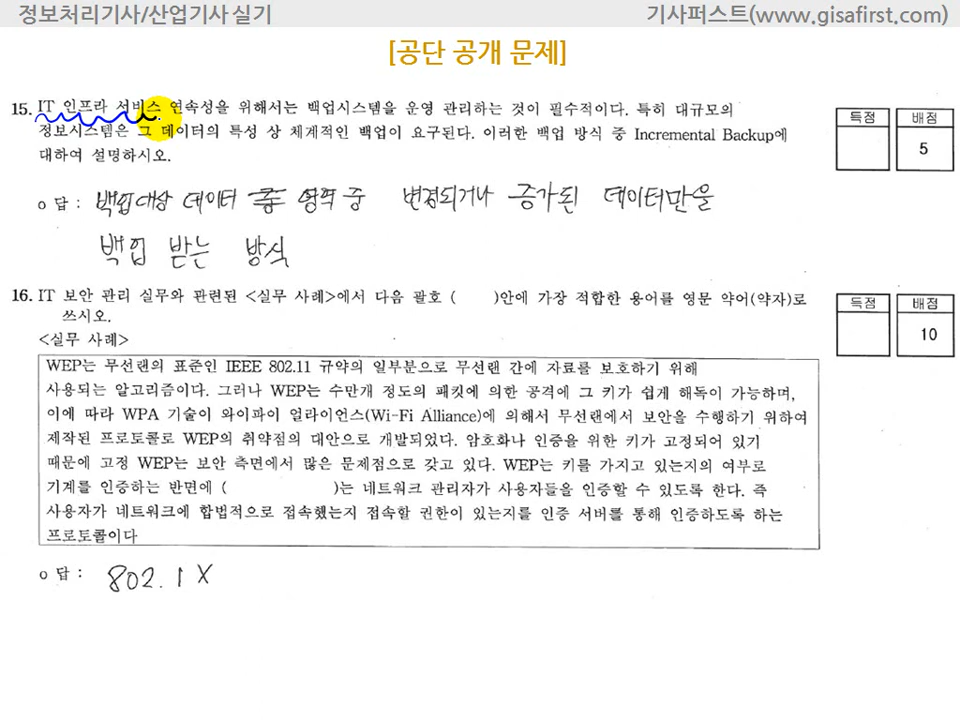 정보처리기사/산업기사 실기
기사퍼스트(www.gisafirst.com)
[공단 공개 문제]
15. IT 인프라 서비스 연속성을 위해서는 백업시스템을 운영 관리하는 것이 필수적이다. 특히 대규모의
정보시스템은 그 데이터의 특성 상 체계적인 백업이 요구된다. 이러한 백업 방식 중 Incremental Backup에
대하여 설명하시오.
득점 배점
5
o 답 : 백업대상 데이터 영역 중 변경되거나 증가된 데이터만을
백업 받는 방식
16. IT 보안 관리 실무와 관련된 <실무 사례>에서 다음 괄호 ( )안에 가장 적합한 용어를 영문 약어(약자)로
쓰시오.
득점 배점
10
<실무 사례>
WEP는 무선랜의 표준인 IEEE 802.11 규약의 일부분으로 무선랜 간에 자료를 보호하기 위해
사용되는 알고리즘이다. 그러나 WEP는 수만개 정도의 패킷에 의한 공격에 그 키가 쉽게 해독이 가능하며,
이에 따라 WPA 기술이 와이파이 얼라이언스(Wi-Fi Alliance)에 의해서 무선랜에서 보안을 수행하기 위하여
제작된 프로토콜로 WEP의 취약점의 대안으로 개발되었다. 암호화나 인증을 위한 키가 고정되어 있기
때문에 고정 WEP는 보안 측면에서 많은 문제점으로 갖고 있다. WEP는 키를 가지고 있는지의 여부로
기계를 인증하는 반면에 ( )는 네트워크 관리자가 사용자들을 인증할 수 있도록 한다. 즉
사용자가 네트워크에 합법적으로 접속했는지 접속할 권한이 있는지를 인증 서버를 통해 인증하도록 하는
프로토콜이다
o 답 : 802.1X